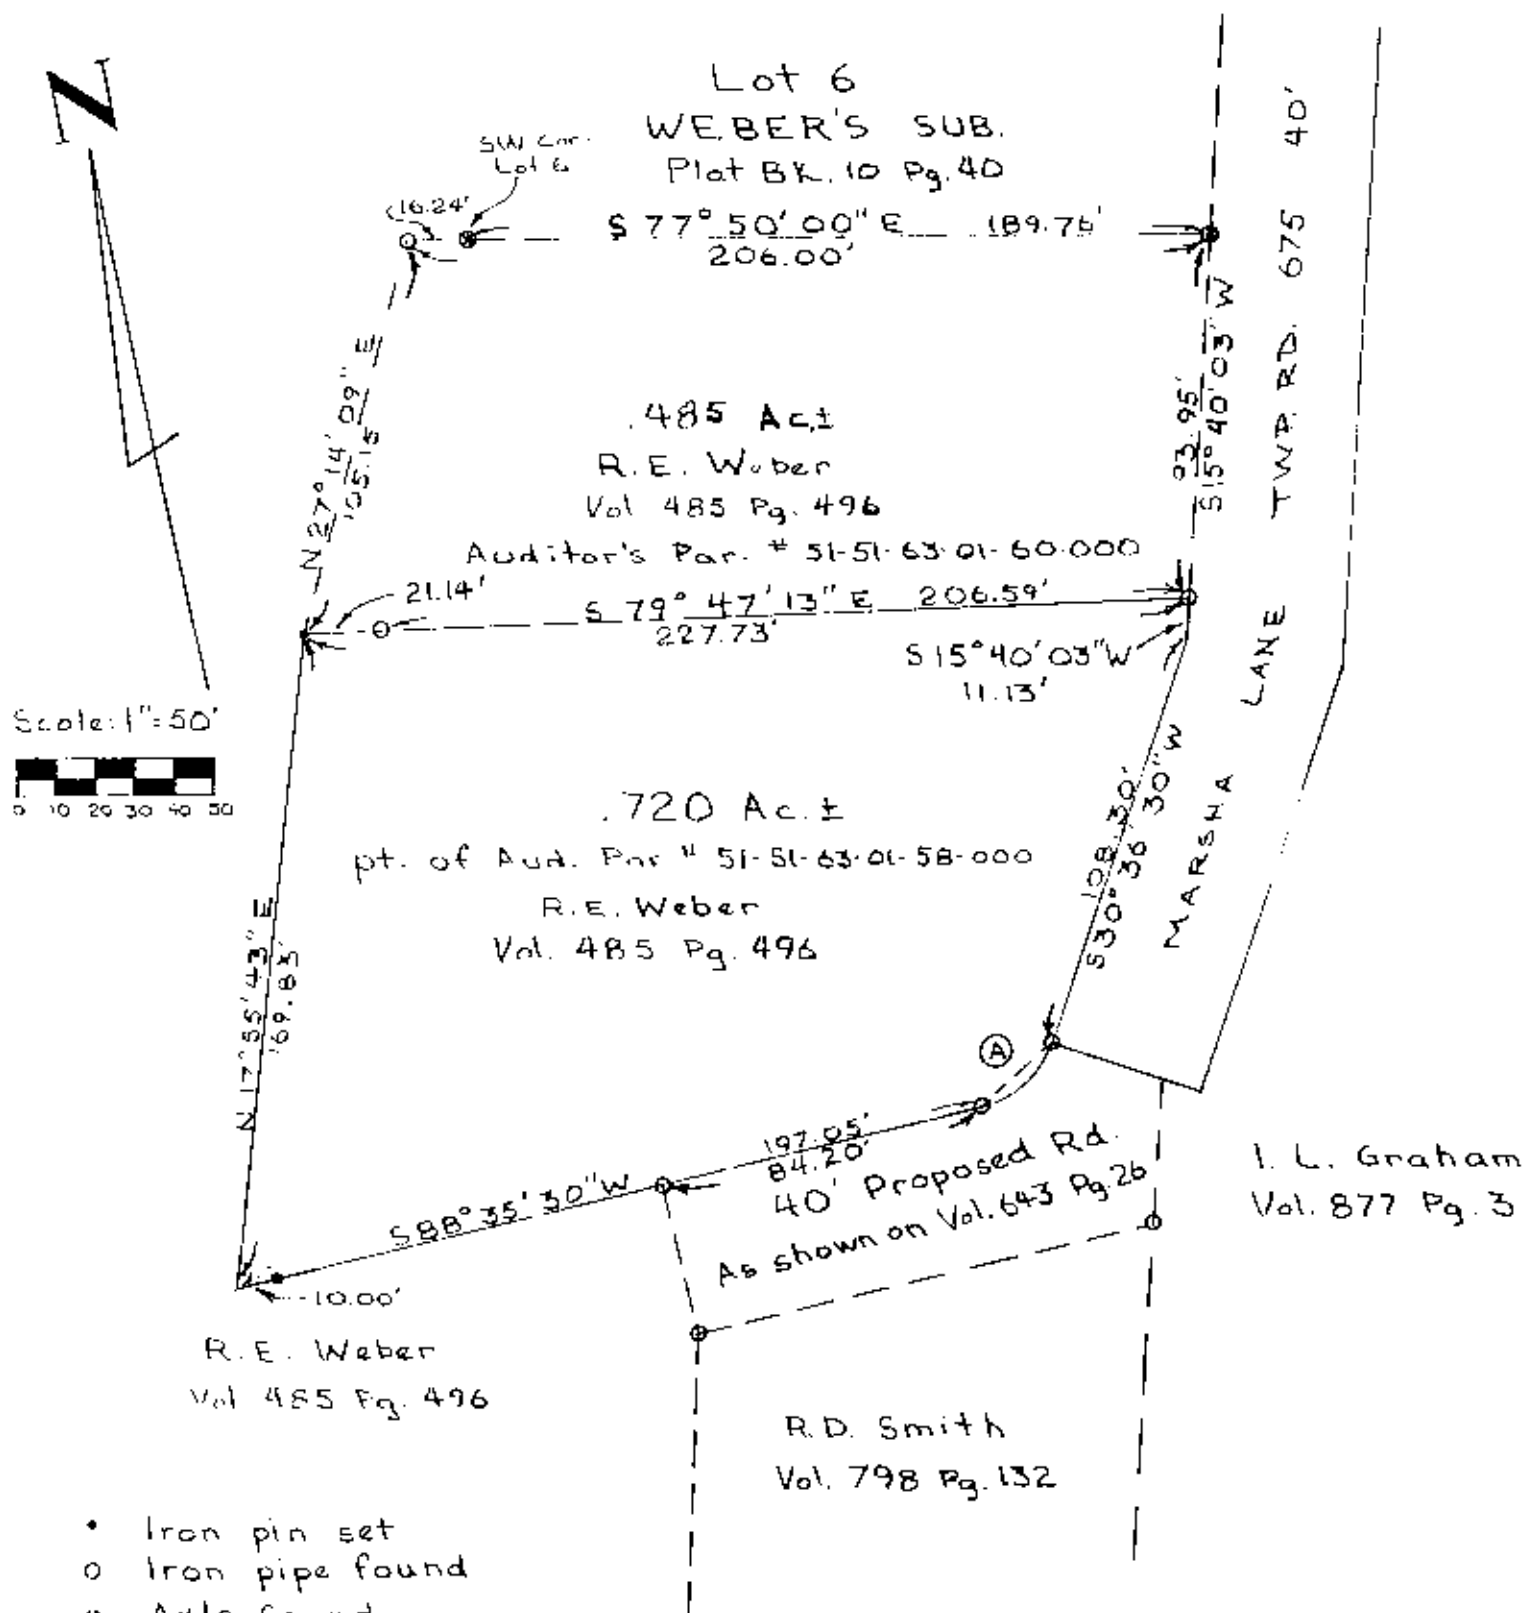 N
Lot 6
WEBER'S SUB.
Plat Bk. 10 Pg. 40
SW Cor.
Lot 6
16.24'
S 77° 50' 00" E 189.76'
206.00'
N 27° 14' 09" E
105.15
.485 Ac.±
R. E. Weber
Vol 485 Pg. 496
Auditor's Par. # 51-51-63-01-60-000
93.95'
S15° 40' 03" W
TWP. RD. 675 40'
MARSHA LANE
21.14'
S 79° 47' 13" E 206.59'
227.73'
S 15° 40' 03" W
11.13'
Scale: 1" = 50'
0 10 20 30 40 50
.720 Ac. ±
pt. of Aud. Par # 51-51-63-01-58-000
R. E. Weber
Vol. 485 Pg. 496
108.30'
S30° 36' 30" W
N 17° 55' 43" E
169.83'
A
197.05'
84.20'
S88° 35' 30" W
40' Proposed Rd.
As shown on Vol. 643 Pg. 26
10.00'
I. L. Graham
Vol. 877 Pg. 3
R. E. Weber
Vol 485 Pg. 496
R. D. Smith
Vol. 798 Pg. 132
• Iron pin set
o Iron pipe found